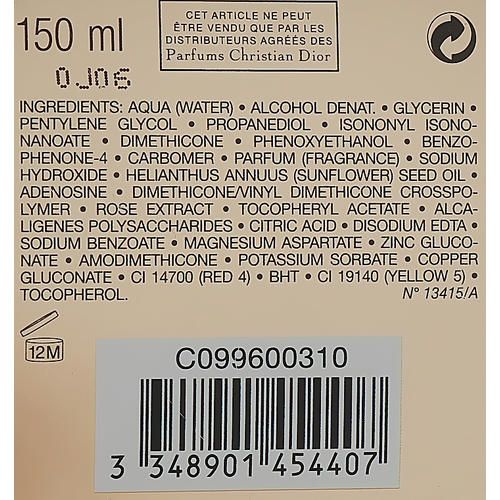 150 ml
CET ARTICLE NE PEUT
ÊTRE VENDU QUE PAR LES
DISTRIBUTEURS AGRÉÉS DES
Parfums Christian Dior
INGREDIENTS: AQUA (WATER) • ALCOHOL DENAT. • GLYCERIN •
PENTYLENE GLYCOL • PROPANEDIOL • ISONONYL ISONO-
NANOATE • DIMETHICONE • PHENOXYETHANOL • BENZO-
PHENONE-4 • CARBOMER • PARFUM (FRAGRANCE) • SODIUM
HYDROXIDE • HELIANTHUS ANNUUS (SUNFLOWER) SEED OIL •
ADENOSINE • DIMETHICONE/VINYL DIMETHICONE CROSSPO-
LYMER • ROSE EXTRACT • TOCOPHERYL ACETATE • ALCA-
LIGENES POLYSACCHARIDES • CITRIC ACID • DISODIUM EDTA •
SODIUM BENZOATE • MAGNESIUM ASPARTATE • ZINC GLUCO-
NATE • AMODIMETHICONE • POTASSIUM SORBATE • COPPER
GLUCONATE • CI 14700 (RED 4) • BHT • CI 19140 (YELLOW 5) •
TOCOPHEROL.
N° 13415/A
12M
C099600310
3 348901 454407